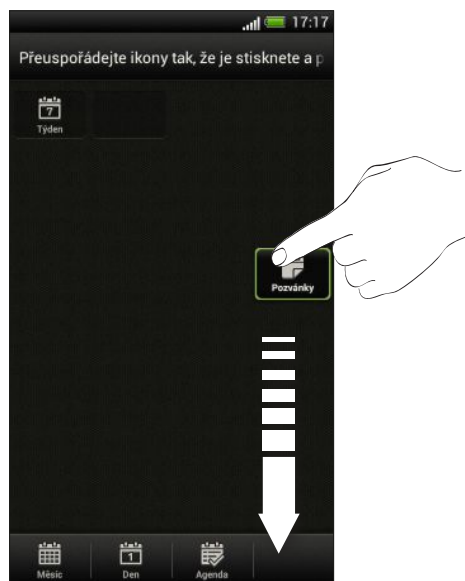 17:17
Přeuspořádejte ikony tak, že je stisknete a p
7
Týden
Pozvánky
1
Měsíc Den Agenda